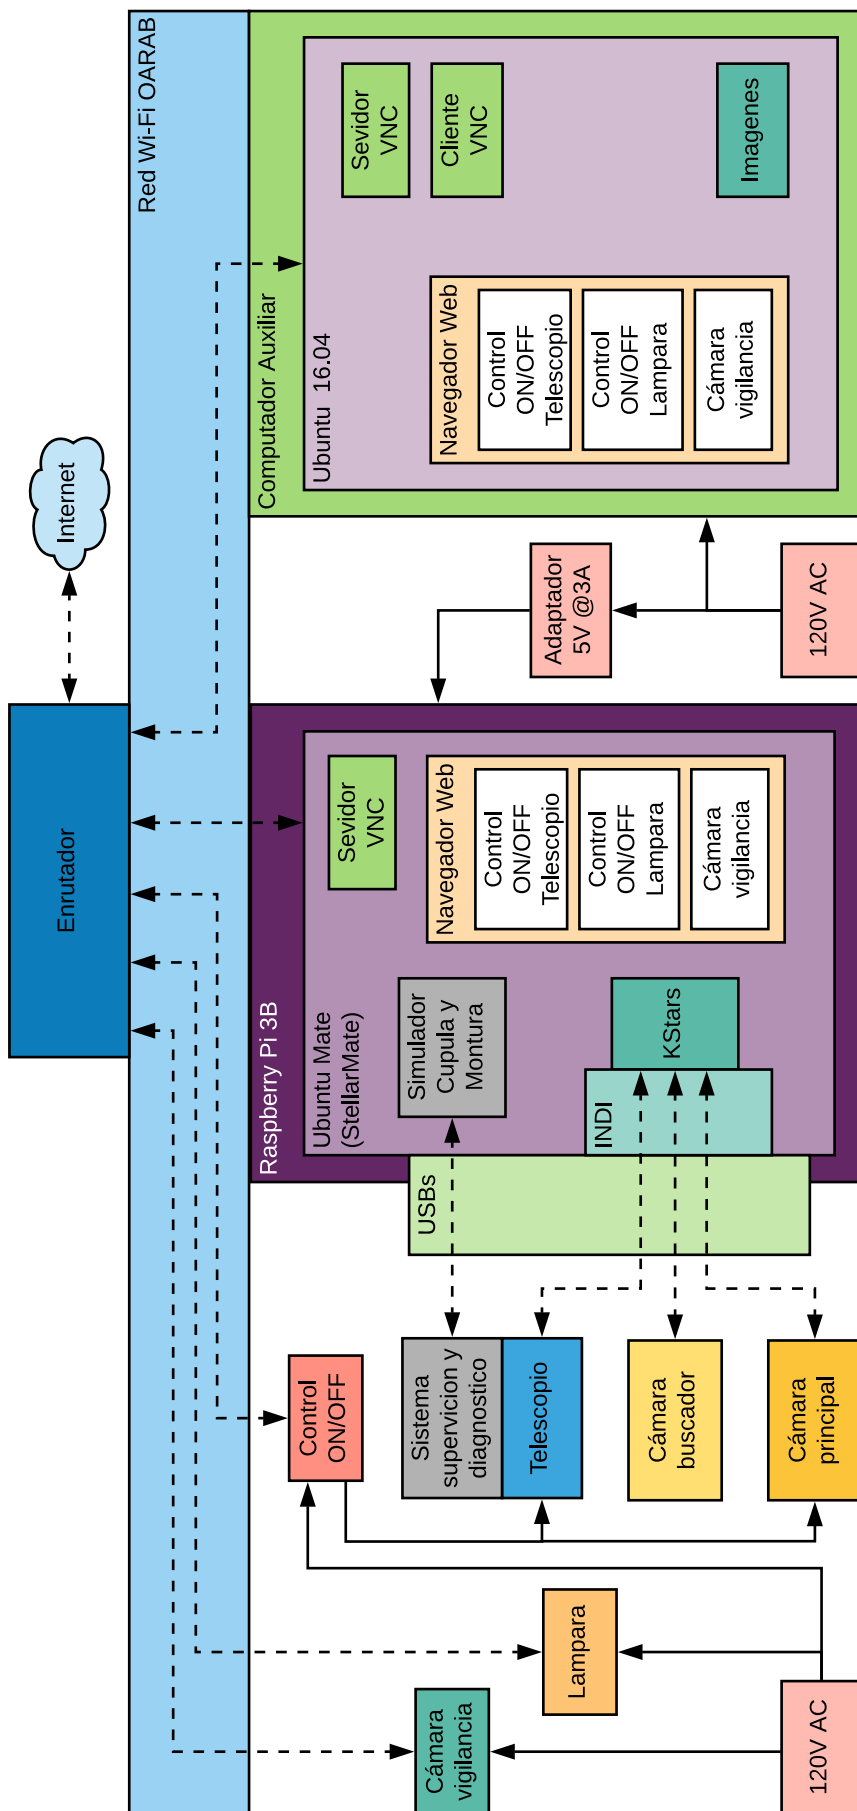 Enrutador
Internet
Red Wi-Fi OARAB
Cámara
vigilancia
Lampara
120V AC
Control
ON/OFF
Sistema
supervicion y
diagnostico
Telescopio
Cámara
buscador
Cámara
principal
Raspberry Pi 3B
USBs
Ubuntu Mate
(StellarMate)
Simulador
Cupula y
Montura
INDI
KStars
Sevidor
VNC
Navegador Web
Control
ON/OFF
Telescopio
Control
ON/OFF
Lampara
Cámara
vigilancia
Adaptador
5V @3A
120V AC
Computador Auxiliar
Ubuntu 16.04
Sevidor
VNC
Cliente
VNC
Navegador Web
Control
ON/OFF
Telescopio
Control
ON/OFF
Lampara
Cámara
vigilancia
Imagenes